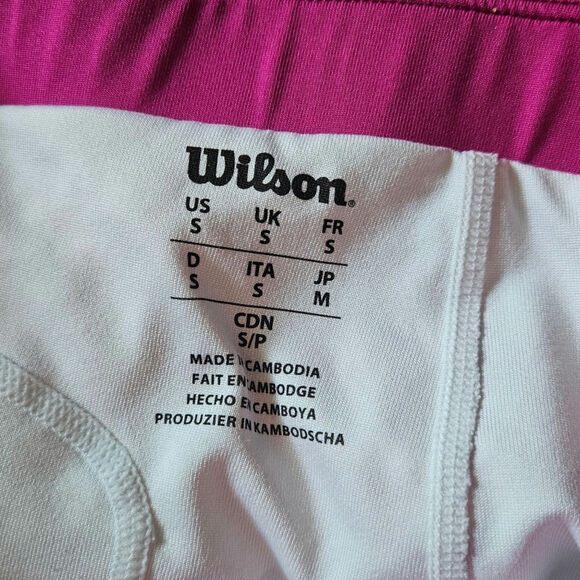 Wilson.
US UK FR
S S S
D ITA JP
S S M
CDN
S/P
MADE IN CAMBODIA
FAIT EN CAMBODGE
HECHO EN CAMBOYA
PRODUZIER IN KAMBODSCHA